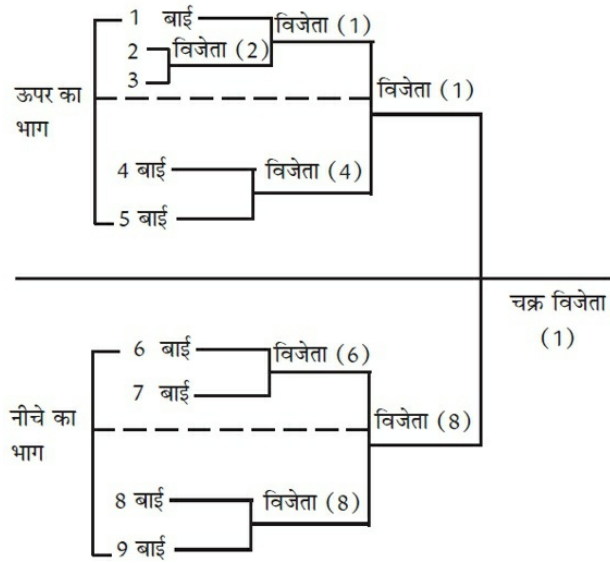 1 बाई
विजेता (1)
2
विजेता (2)
3
ऊपर का
भाग
विजेता (1)
4 बाई
विजेता (4)
5 बाई
चक्र विजेता
(1)
6 बाई
विजेता (6)
7 बाई
नीचे का
भाग
विजेता (8)
8 बाई
विजेता (8)
9 बाई